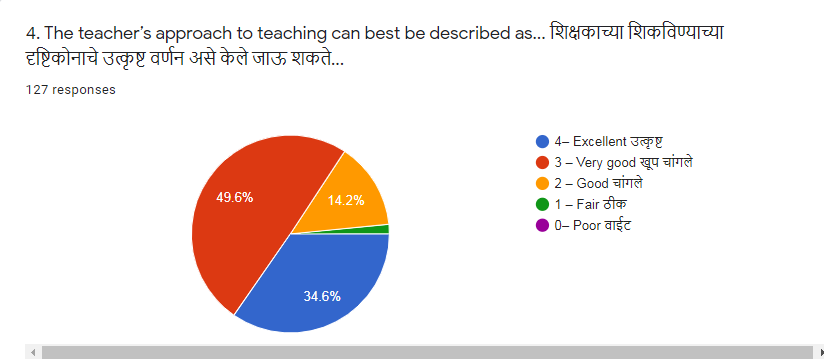 4. The teacher’s approach to teaching can best be described as... शिक्षकाच्या शिकविण्याच्या
दृष्टिकोनाचे उत्कृष्ट वर्णन असे केले जाऊ शकते...
127 responses
4– Excellent उत्कृष्ट
3 – Very good खूप चांगले
2 – Good चांगले
1 – Fair ठीक
0– Poor वाईट
49.6%
14.2%
34.6%